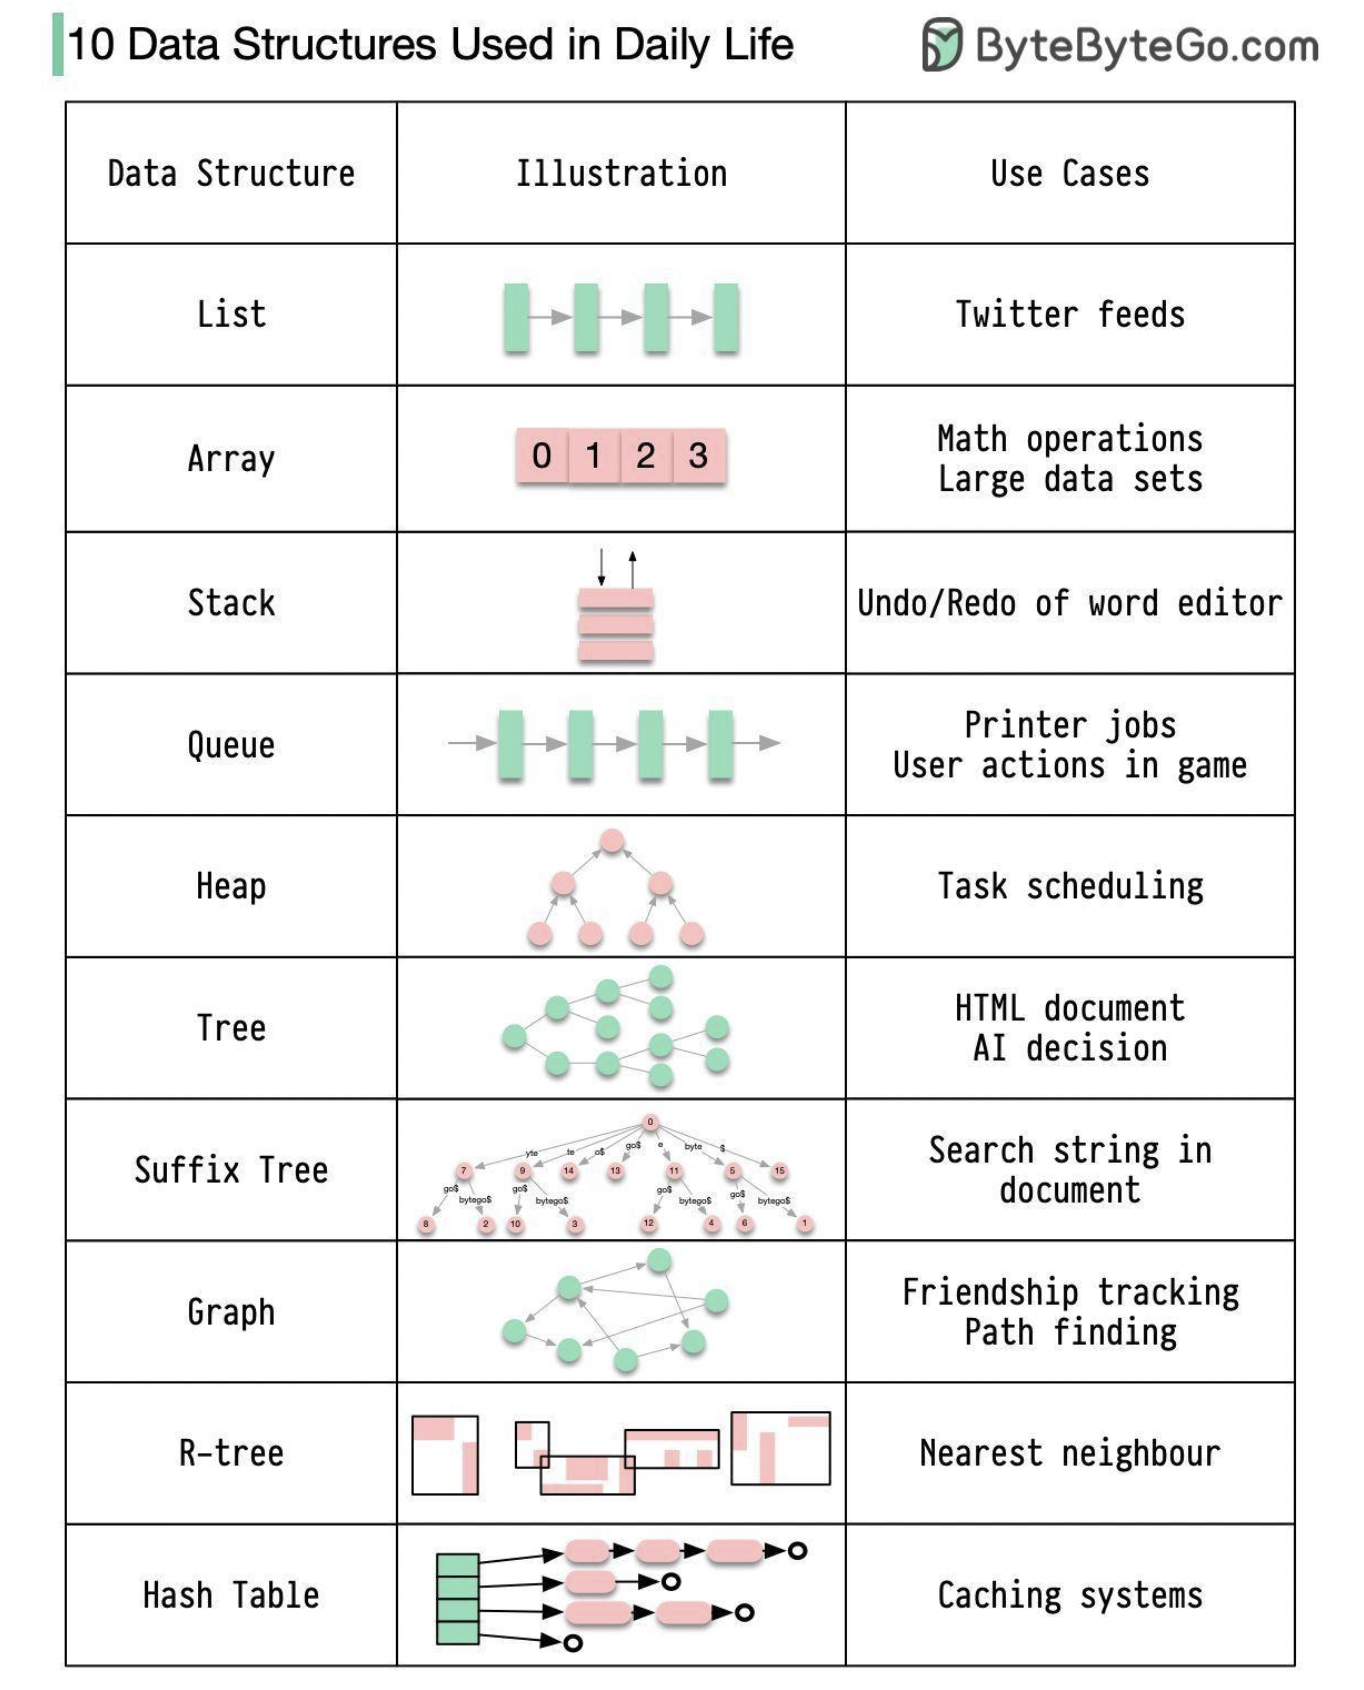 10 Data Structures Used in Daily Life
ByteByteGo.com
Data Structure
Illustration
Use Cases
List
Twitter feeds
Array
0 1 2 3
Math operations
Large data sets
Stack
Undo/Redo of word editor
Queue
Printer jobs
User actions in game
Heap
Task scheduling
Tree
HTML document
AI decision
Suffix Tree
0
yte te o$ go$ e byte $
7 9 14 13 11 5 15
go$ bytego$ go$ bytego$ go$ bytego$ go$ bytego$
8 2 10 3 12 4 6 1
Search string in
document
Graph
Friendship tracking
Path finding
R-tree
Nearest neighbour
Hash Table
Caching systems